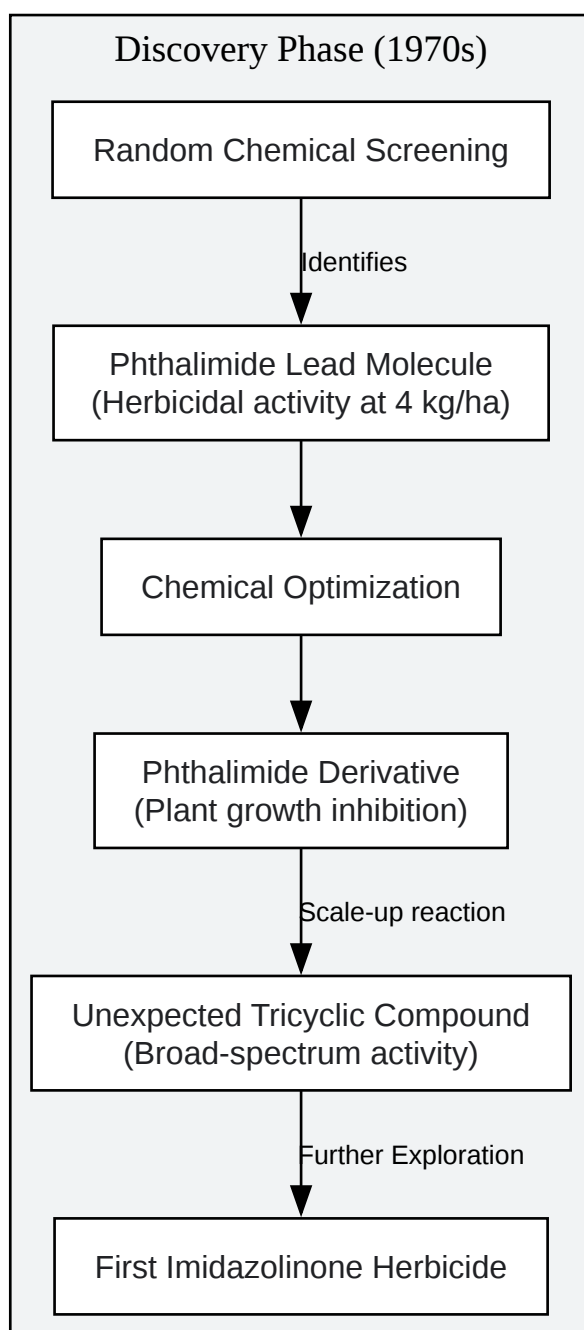 Discovery Phase (1970s)
Random Chemical Screening
Identifies
Phthalimide Lead Molecule
(Herbicidal activity at 4 kg/ha)
Chemical Optimization
Phthalimide Derivative
(Plant growth inhibition)
Scale-up reaction
Unexpected Tricyclic Compound
(Broad-spectrum activity)
Further Exploration
First Imidazolinone Herbicide